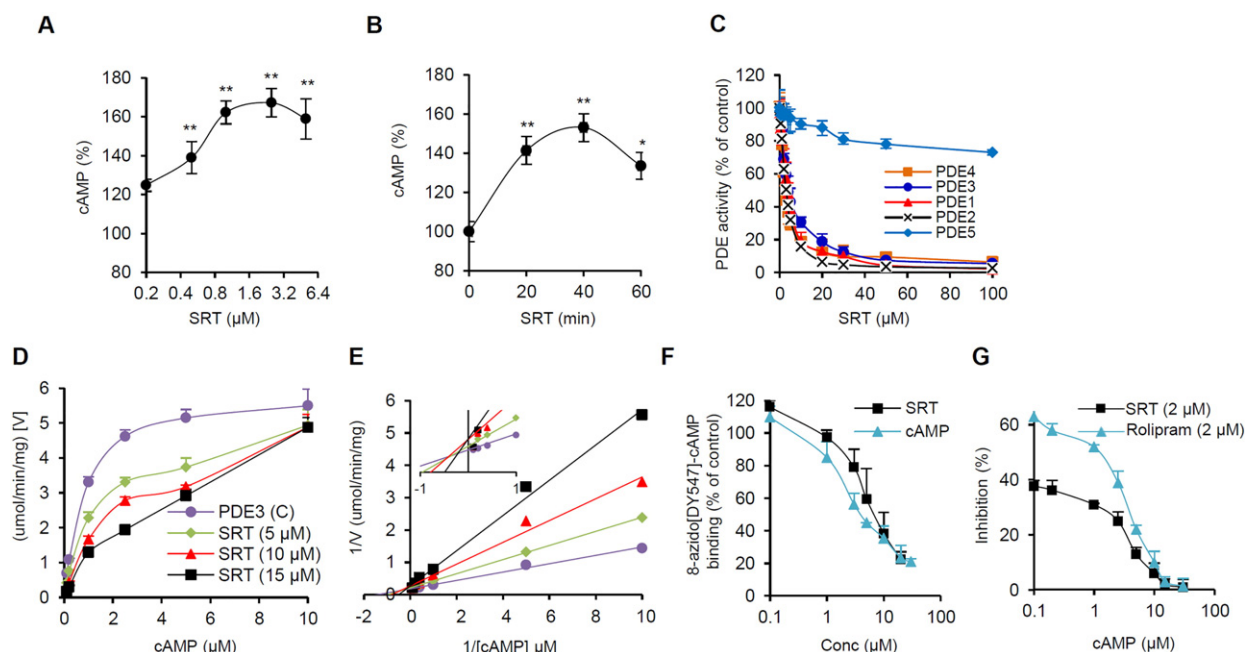 A
cAMP (%)
180
160
140
120
100
80
0.2 0.4 0.8 1.6 3.2 6.4
SRT (µM)
** ** ** **
B
cAMP (%)
180
160
140
120
100
80
0 20 40 60
SRT (min)
** ** *
C
PDE activity (% of control)
120
100
80
60
40
20
0
0 20 40 60 80 100
SRT (µM)
PDE4
PDE3
PDE1
PDE2
PDE5
D
(umol/min/mg) [V]
6
5
4
3
2
1
0
0 2 4 6 8 10
cAMP (µM)
PDE3 (C)
SRT (5 µM)
SRT (10 µM)
SRT (15 µM)
E
1/V (umol/min/mg)
6
5
4
3
2
1
0
-2 0 2 4 6 8 10
1/[cAMP] µM
-1 1
F
8-azido[DY547]-cAMP
binding (% of control)
120
100
80
60
40
20
0
0.1 1 10 100
Conc (µM)
SRT
cAMP
G
Inhibition (%)
60
40
20
0
0.1 1 10 100
cAMP (µM)
SRT (2 µM)
Rolipram (2 µM)